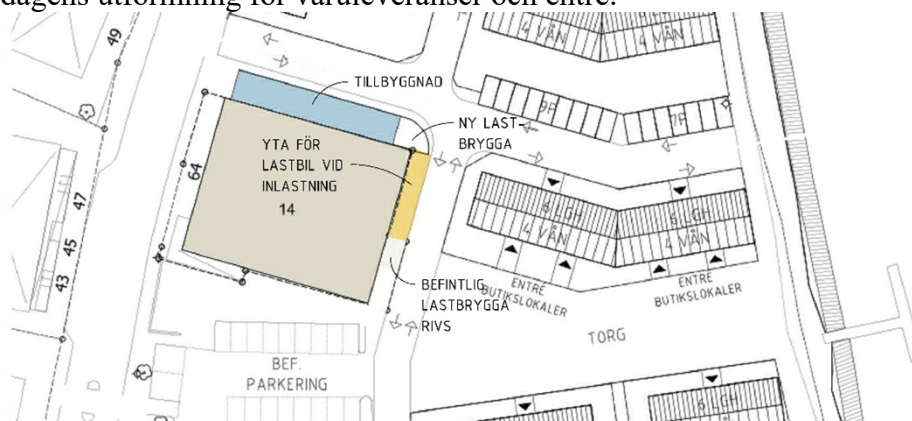 dagens utformning för varuleveranser och entré.
4 VÅN
4 VÅN
49
TILLBYGGNAD
9P
7P
NY LAST-
BRYGGA
YTA FÖR
LASTBIL VID
INLASTNING
14
64
47
45
43
6 LGH
4 VÅN
6 LGH
4 VÅN
ENTRÉ
BUTIKSLOKALER
ENTRÉ
BUTIKSLOKALER
BEFINTLIG
LASTBRYGGA
RIVS
TORG
BEF.
PARKERING
6 LGH